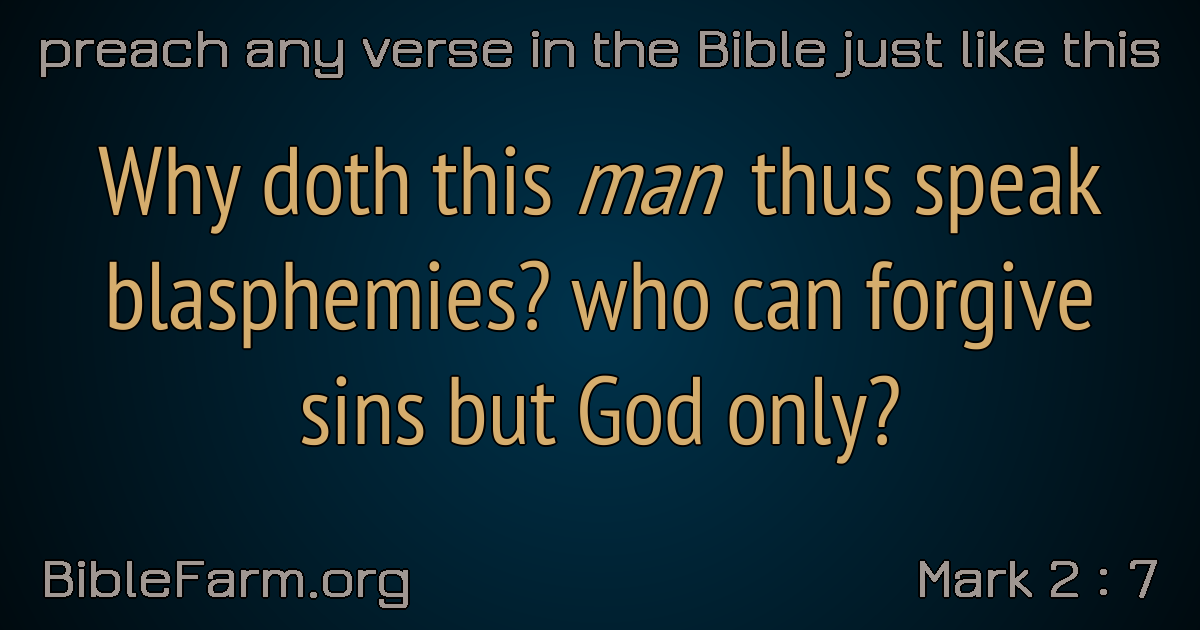 preach any verse in the Bible just like this
Why doth this man thus speak
blasphemies? who can forgive
sins but God only?
BibleFarm.org
Mark 2 : 7